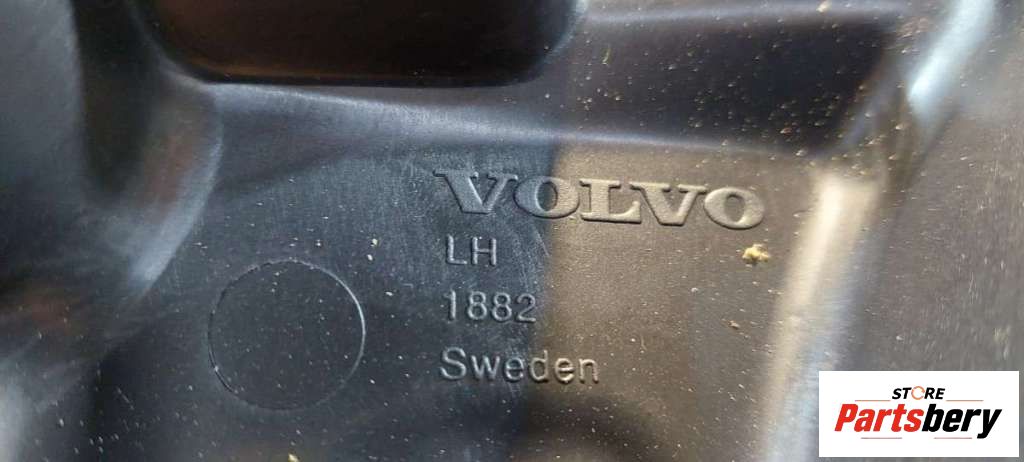 VOLVO
LH
1882
Sweden
STORE
Partsbery